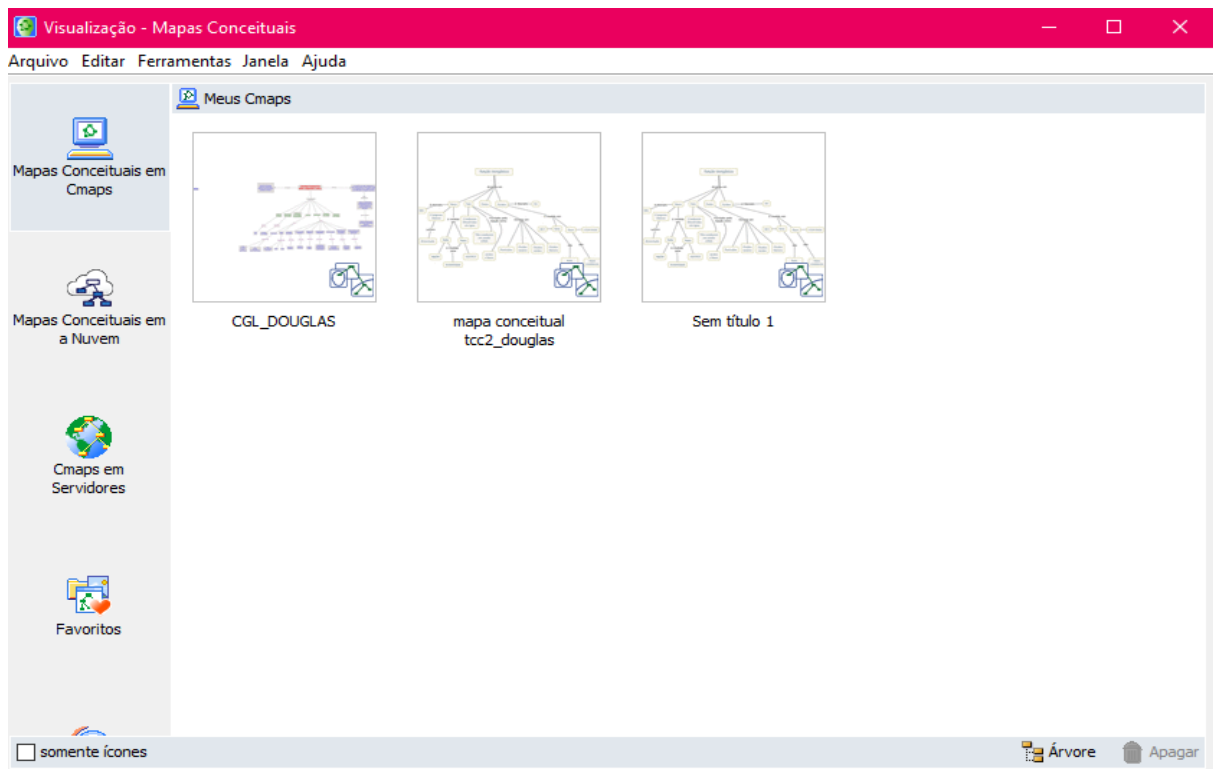 Visualização - Mapas Conceituais
Arquivo Editar Ferramentas Janela Ajuda
Meus Cmaps
Mapas Conceituais em
Cmaps
Mapas Conceituais em
a Nuvem
Cmaps em
Servidores
Favoritos
CGL_DOUGLAS
mapa conceitual
tcc2_douglas
Sem título 1
somente ícones
Árvore
Apagar